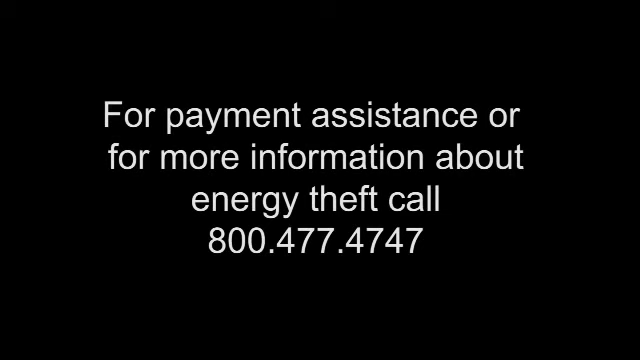 For payment assistance or
for more information about
energy theft call
800.477.4747